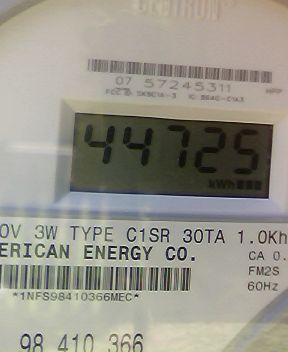 CENTRON
07 57245311
44725
kWh
0V 3W TYPE C1SR 30TA 1.0Kh
ERICAN ENERGY CO.
CA 0.
FM2S
*1NFS98410366MEC*
60Hz
98 410 366